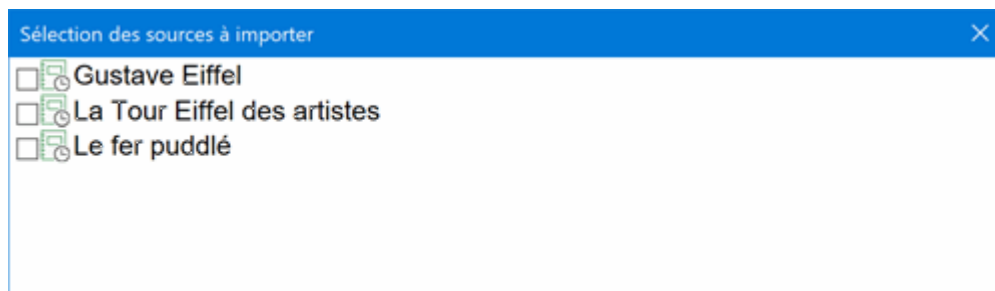 Sélection des sources à importer
Gustave Eiffel
La Tour Eiffel des artistes
Le fer puddlé